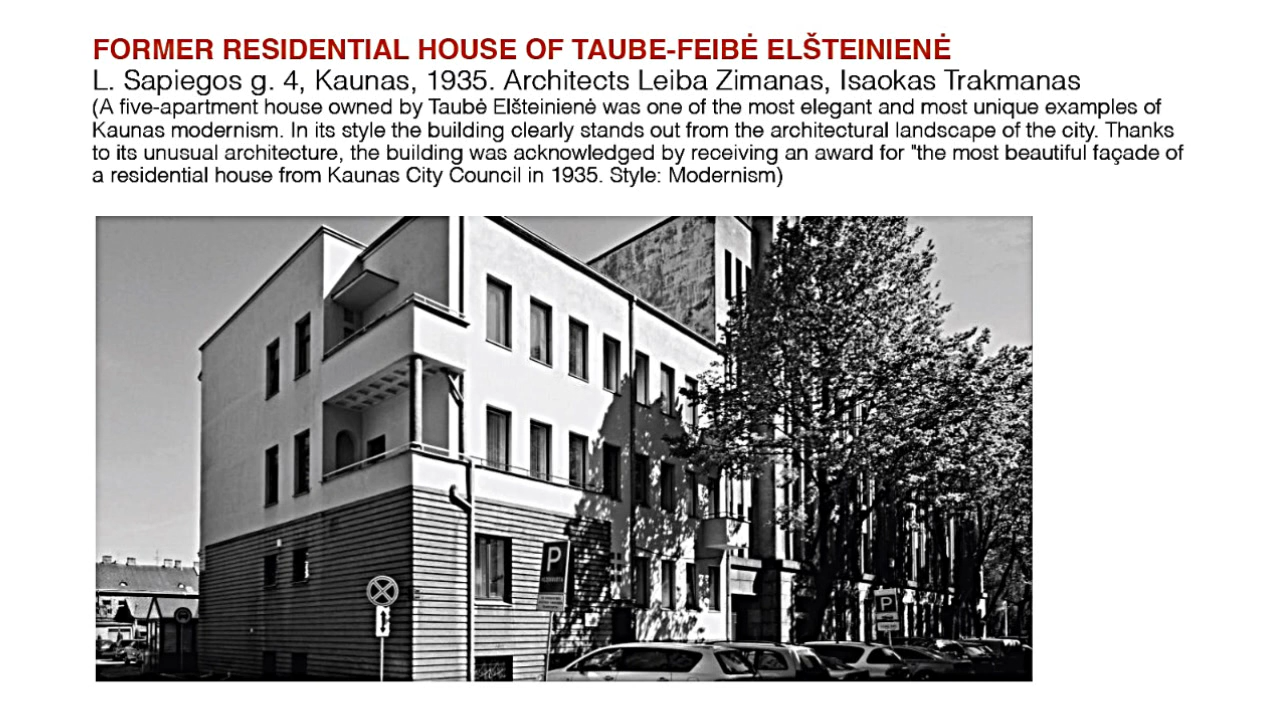 FORMER RESIDENTIAL HOUSE OF TAUBE-FEIBĖ ELŠTEINIENĖ
L. Sapiegos g. 4, Kaunas, 1935. Architects Leiba Zimanas, Isaokas Trakmanas
(A five-apartment house owned by Taubė Elšteinienė was one of the most elegant and most unique examples of
Kaunas modernism. In its style the building clearly stands out from the architectural landscape of the city. Thanks
to its unusual architecture, the building was acknowledged by receiving an award for "the most beautiful façade of
a residential house from Kaunas City Council in 1935. Style: Modernism)
P
P